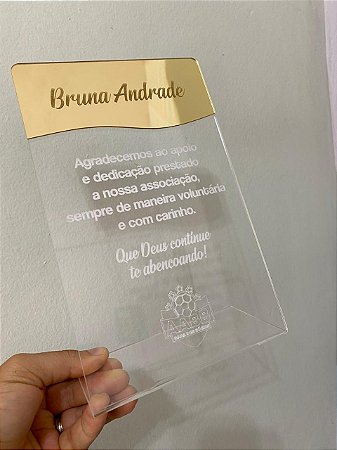 Bruna Andrade
Agradecemos ao apoio
e dedicação prestado
a nossa associação,
sempre de maneira voluntária
e com carinho.
Que Deus continue
te abençoando!